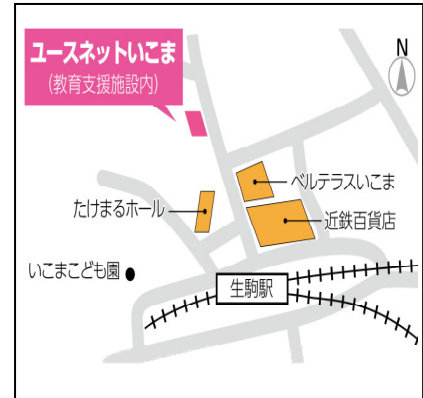 ユースネットいこま
(教育支援施設内)
N
ベルテラスいこま
たけまるホール
近鉄百貨店
いこまこども園
生駒駅